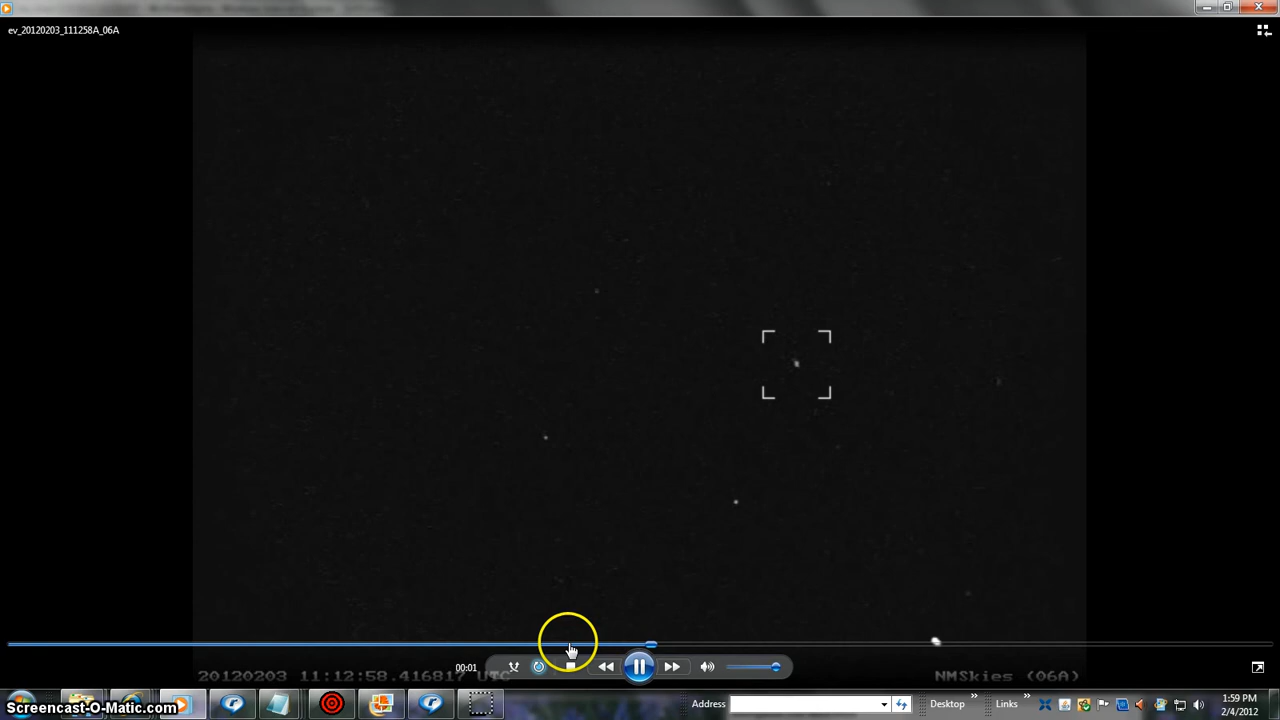 ev_20120203_111258A_06A
00:01
20120203 11:12:58.416817 UTC
NMSkies (06A)
Screencast-O-Matic.com
Address
Desktop
Links
1:59 PM
2/4/2012